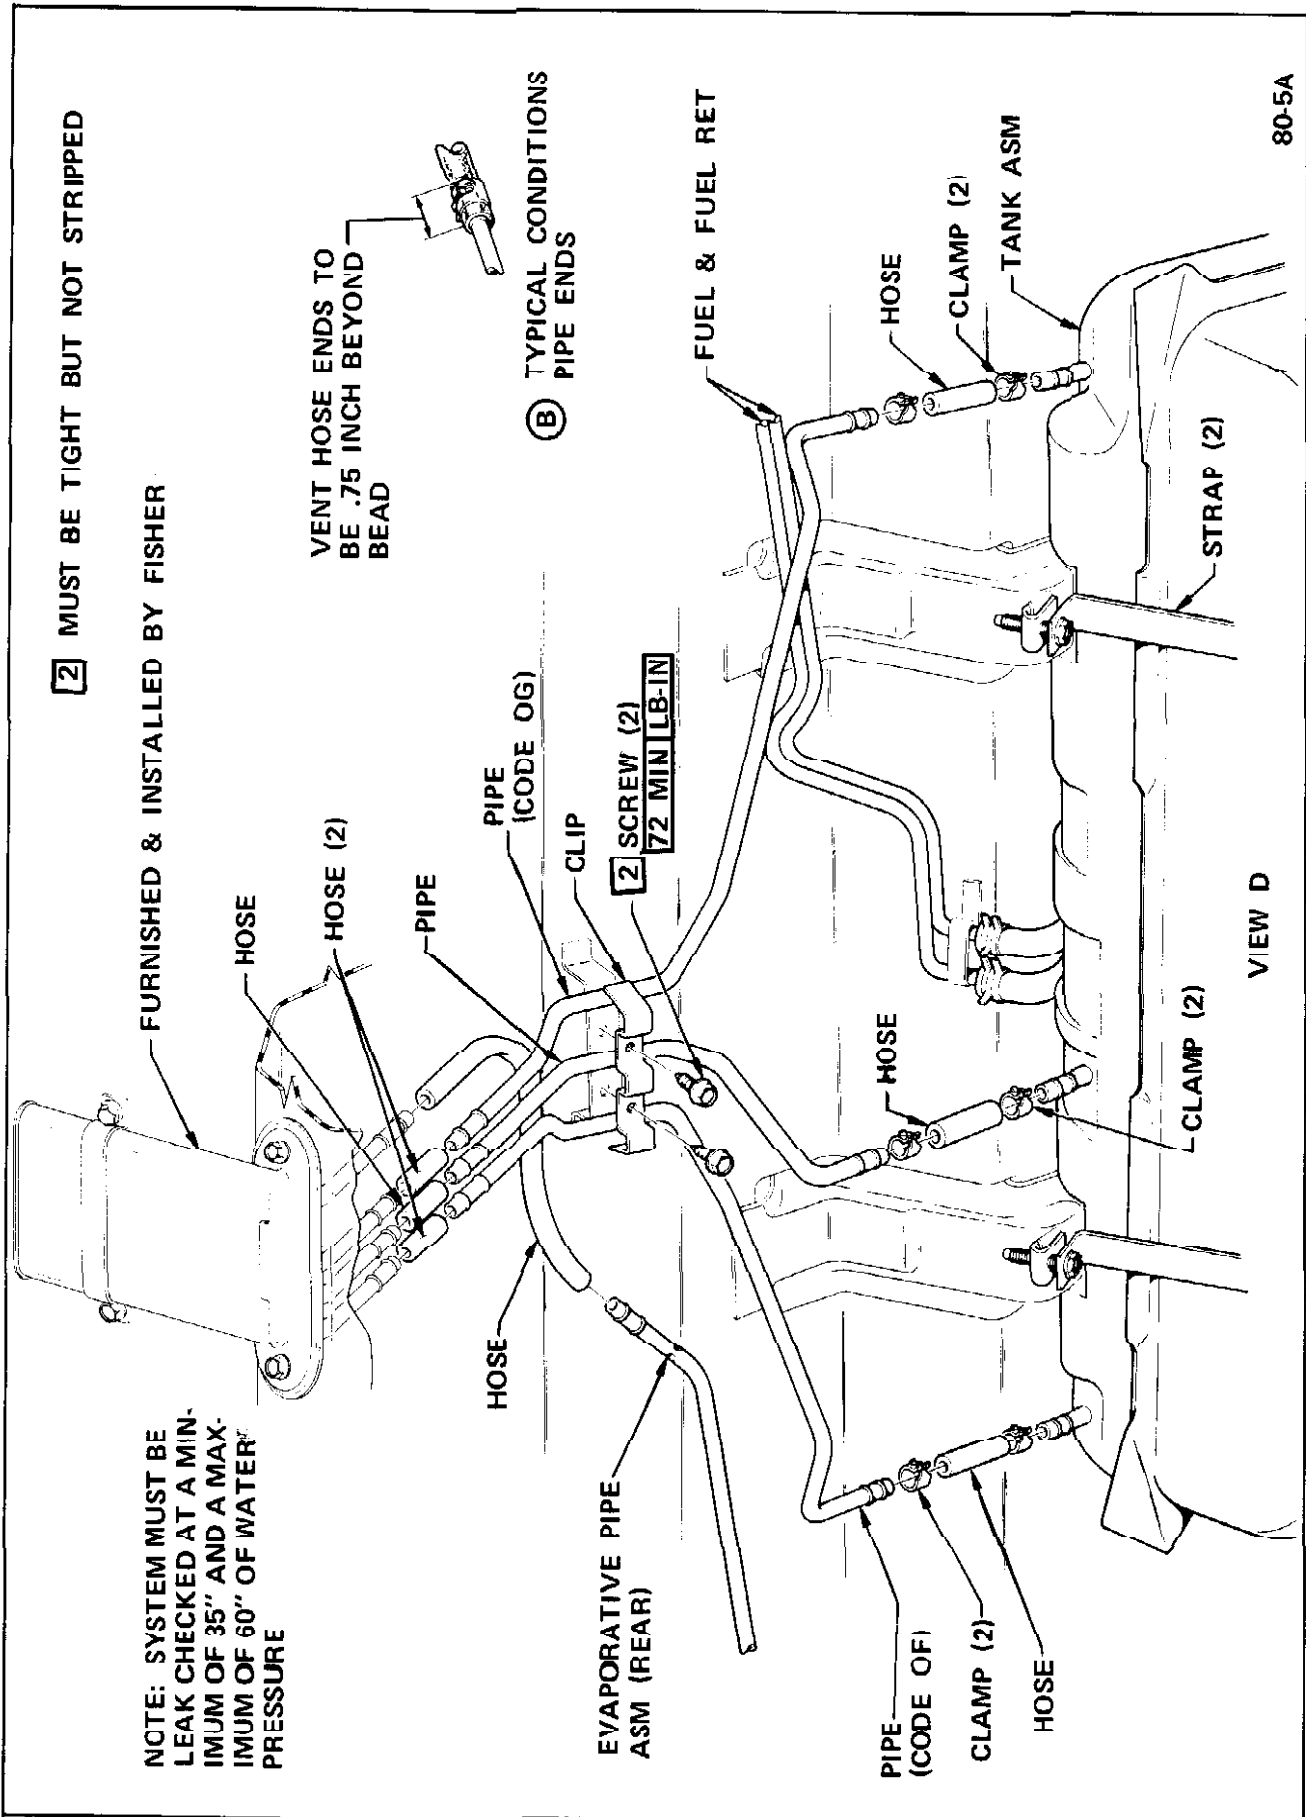 NOTE: SYSTEM MUST BE
LEAK CHECKED AT A MIN-
IMUM OF 35" AND A MAX-
IMUM OF 60" OF WATER
PRESSURE
FURNISHED & INSTALLED BY FISHER
2 MUST BE TIGHT BUT NOT STRIPPED
HOSE
HOSE (2)
PIPE
PIPE
(CODE OG)
CLIP
2 SCREW (2)
72 MIN LB-IN
VENT HOSE ENDS TO
BE .75 INCH BEYOND
BEAD
B TYPICAL CONDITIONS
PIPE ENDS
HOSE
EVAPORATIVE PIPE
ASM (REAR)
FUEL & FUEL RET
PIPE
(CODE OF)
CLAMP (2)
HOSE
HOSE
CLAMP (2)
HOSE
CLAMP (2)
TANK ASM
STRAP (2)
VIEW D
80-5A